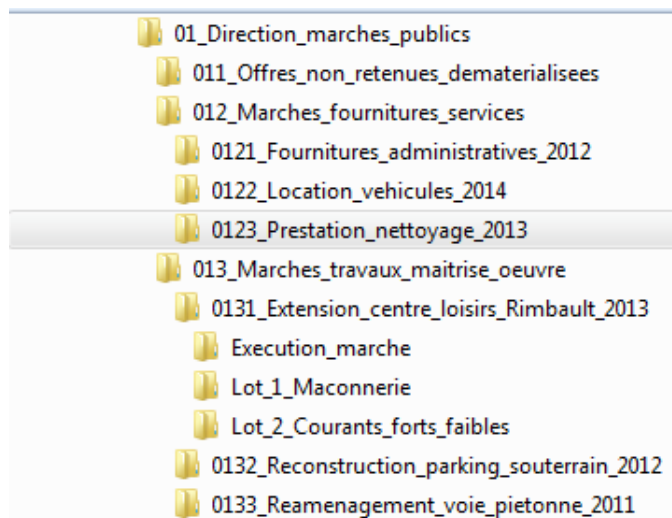 01_Direction_marches_publics
011_Offres_non_retenues_dematerialisees
012_Marches_fournitures_services
0121_Fournitures_administratives_2012
0122_Location_vehicules_2014
0123_Prestation_nettoyage_2013
013_Marches_travaux_maitrise_oeuvre
0131_Extension_centre_loisirs_Rimbault_2013
Execution_marche
Lot_1_Maconnerie
Lot_2_Courants_forts_faibles
0132_Reconstruction_parking_souterrain_2012
0133_Reamenagement_voie_pietonne_2011